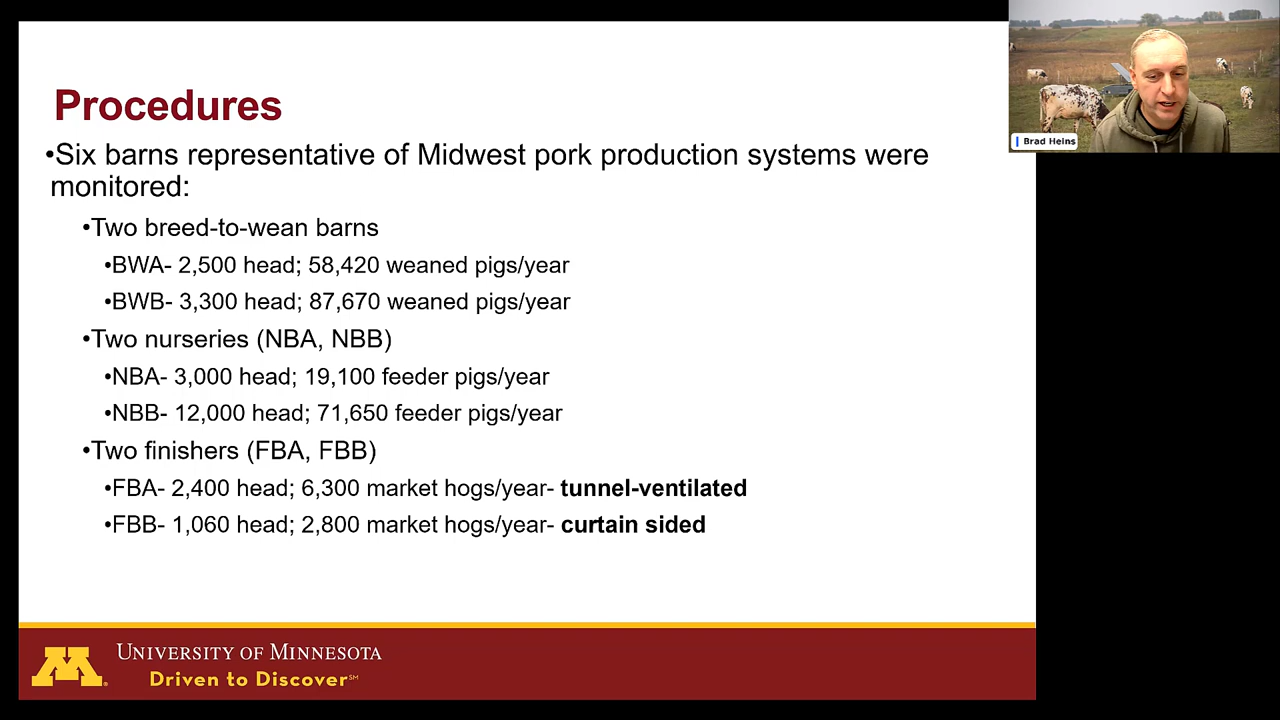 Procedures
•Six barns representative of Midwest pork production systems were
monitored:
•Two breed-to-wean barns
•BWA- 2,500 head; 58,420 weaned pigs/year
•BWB- 3,300 head; 87,670 weaned pigs/year
•Two nurseries (NBA, NBB)
•NBA- 3,000 head; 19,100 feeder pigs/year
•NBB- 12,000 head; 71,650 feeder pigs/year
•Two finishers (FBA, FBB)
•FBA- 2,400 head; 6,300 market hogs/year- tunnel-ventilated
•FBB- 1,060 head; 2,800 market hogs/year- curtain sided
Brad Heins
M
UNIVERSITY OF MINNESOTA
Driven to Discover℠